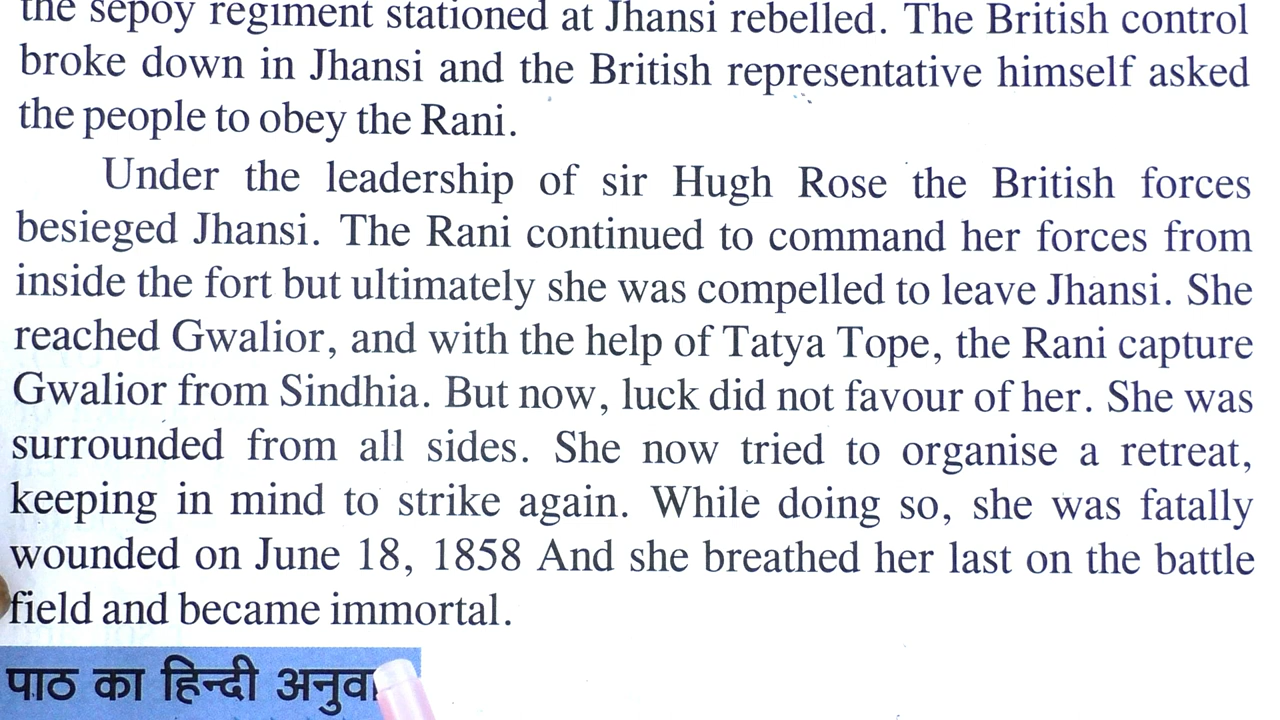 the sepoy regiment stationed at Jhansi rebelled. The British control
broke down in Jhansi and the British representative himself asked
the people to obey the Rani.
Under the leadership of sir Hugh Rose the British forces
besieged Jhansi. The Rani continued to command her forces from
inside the fort but ultimately she was compelled to leave Jhansi. She
reached Gwalior, and with the help of Tatya Tope, the Rani capture
Gwalior from Sindhia. But now, luck did not favour of her. She was
surrounded from all sides. She now tried to organise a retreat,
keeping in mind to strike again. While doing so, she was fatally
wounded on June 18, 1858 And she breathed her last on the battle
field and became immortal.
पाठ का हिन्दी